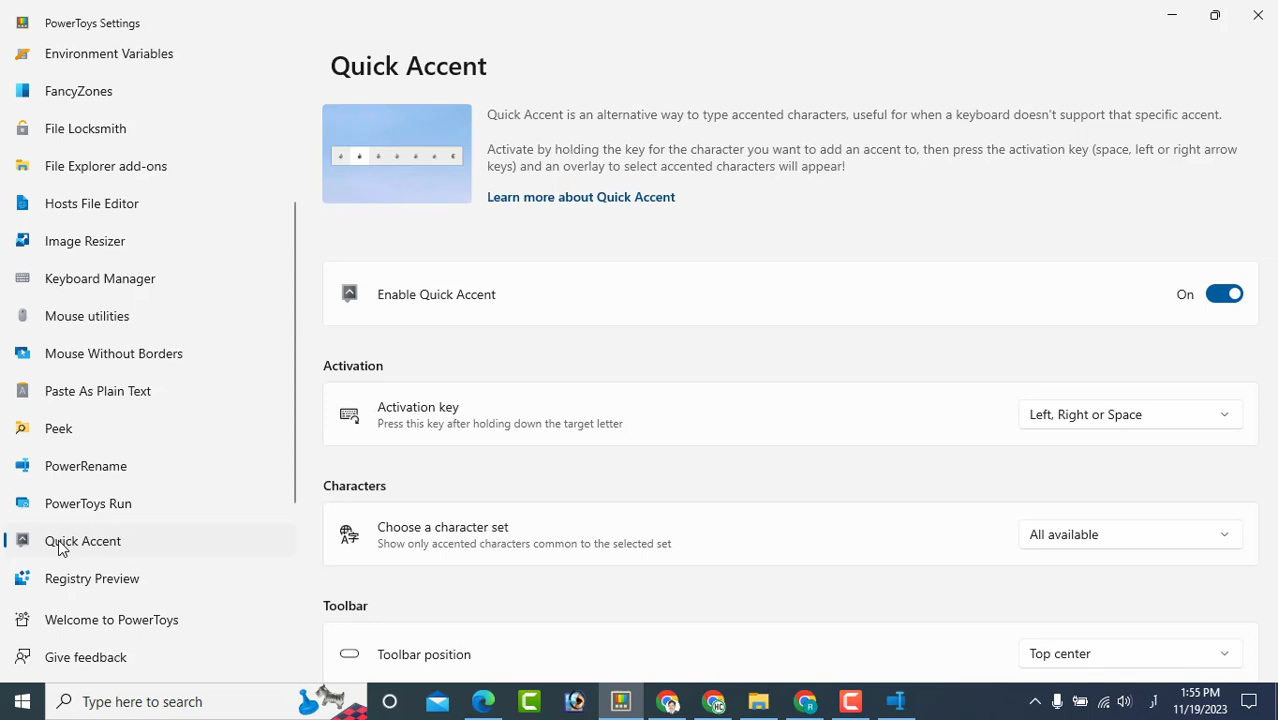 PowerToys Settings
Environment Variables
FancyZones
File Locksmith
File Explorer add-ons
Hosts File Editor
Image Resizer
Keyboard Manager
Mouse utilities
Mouse Without Borders
Paste As Plain Text
Peek
PowerRename
PowerToys Run
Quick Accent
Registry Preview
Welcome to PowerToys
Give feedback
Quick Accent
Quick Accent is an alternative way to type accented characters, useful for when a keyboard doesn't support that specific accent.
Activate by holding the key for the character you want to add an accent to, then press the activation key (space, left or right arrow
keys) and an overlay to select accented characters will appear!
Learn more about Quick Accent
Enable Quick Accent
On
Activation
Activation key
Press this key after holding down the target letter
Left, Right or Space
Characters
Choose a character set
Show only accented characters common to the selected set
All available
Toolbar
Toolbar position
Top center
Type here to search
1:55 PM
11/19/2023